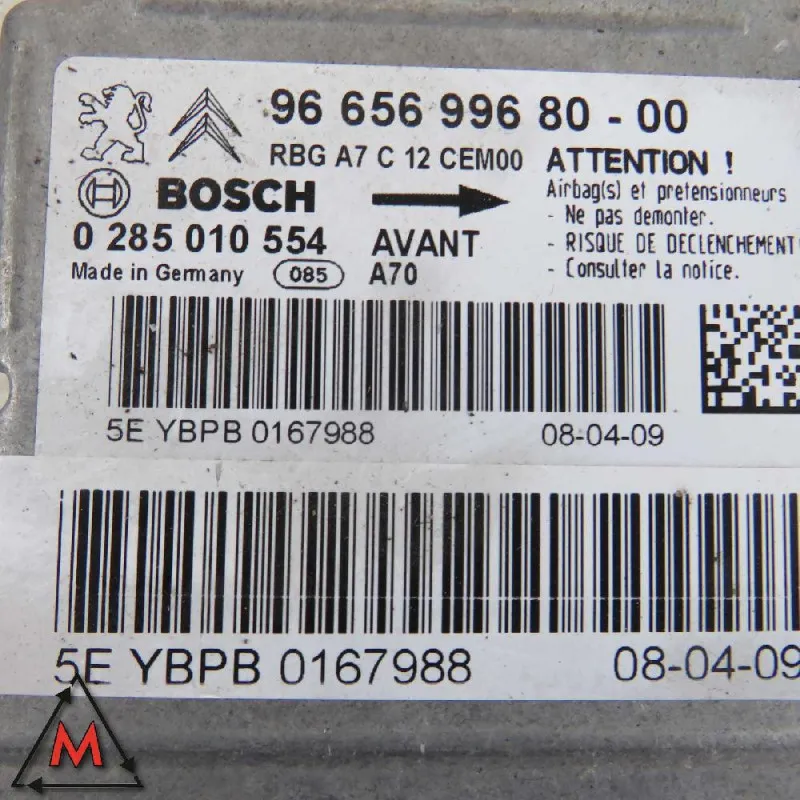 96 656 996 80 - 00
RBG A7 C 12 CEM00
ATTENTION !
BOSCH
Airbag(s) et pretensionneurs
- Ne pas demonter.
0 285 010 554
AVANT
- RISQUE DE DECLENCHEMENT!
Made in Germany
085
A70
- Consulter la notice.
5E YBPB 0167988
08-04-09
5E YBPB 0167988
08-04-09
M